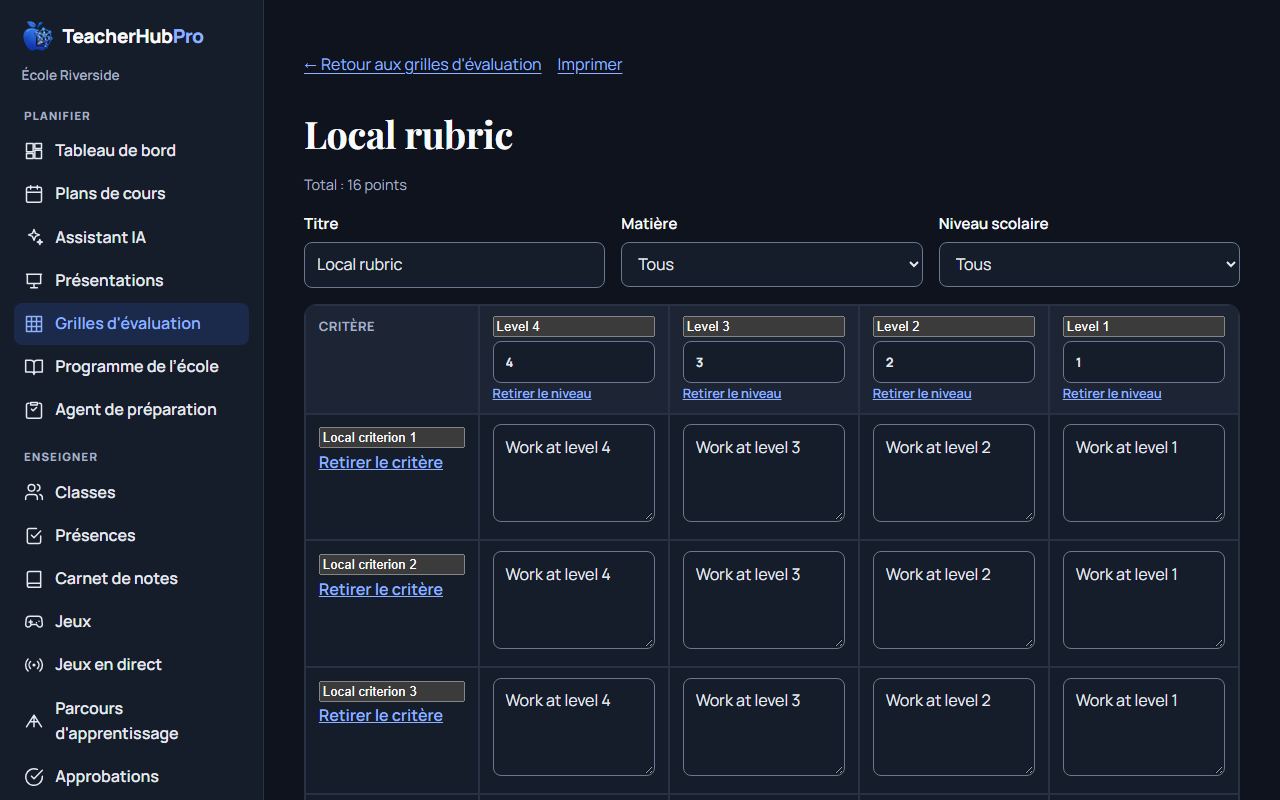 TeacherHubPro
École Riverside
PLANIFIER
Tableau de bord
Plans de cours
Assistant IA
Présentations
Grilles d'évaluation
Programme de l'école
Agent de préparation
ENSEIGNER
Classes
Présences
Carnet de notes
Jeux
Jeux en direct
Parcours
d'apprentissage
Approbations
← Retour aux grilles d'évaluation Imprimer
Local rubric
Total : 16 points
Titre Matière Niveau scolaire
Local rubric Tous Tous
CRITÈRE Level 4 Level 3 Level 2 Level 1
4 3 2 1
Retirer le niveau Retirer le niveau Retirer le niveau Retirer le niveau
Local criterion 1 Work at level 4 Work at level 3 Work at level 2 Work at level 1
Retirer le critère
Local criterion 2 Work at level 4 Work at level 3 Work at level 2 Work at level 1
Retirer le critère
Local criterion 3 Work at level 4 Work at level 3 Work at level 2 Work at level 1
Retirer le critère